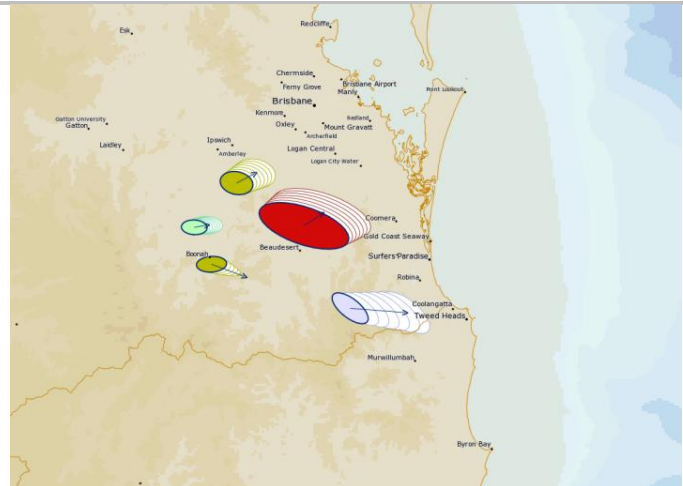 Redcliffe
Esk
Chermside
Ferny Grove
Brisbane Airport
Manly
Point Lookout
Brisbane
Kenmore
Redland
Gatton University
Gatton
Oxley
Mount Gravatt
Archerfield
Laidley
Ipswich
Amberley
Logan Central
Logan City Water
Coomera
Gold Coast Seaway
Beaudesert
Boonah
Surfers Paradise
Robina
Coolangatta
Tweed Heads
Murwillumbah
Byron Bay